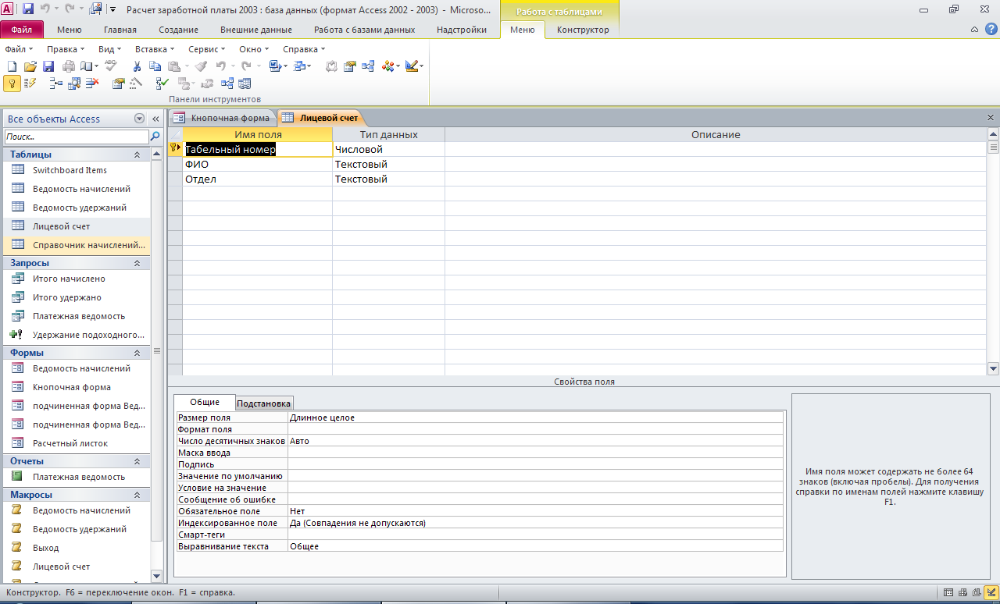 Расчет заработной платы 2003 : база данных (формат Access 2002 - 2003) - Microso...
Работа с таблицами
Файл Меню Главная Создание Внешние данные Работа с базами данных Надстройки Меню Конструктор
Файл Правка Вид Вставка Сервис Окно Справка
Панели инструментов
Все объекты Access
Поиск...
Таблицы
Switchboard Items
Ведомость начислений
Ведомость удержаний
Лицевой счет
Справочник начислений...
Запросы
Итого начислено
Итого удержано
Платежная ведомость
Удержание подоходного...
Формы
Ведомость начислений
Кнопочная форма
подчиненная форма Вед...
подчиненная форма Вед...
Расчетный листок
Отчеты
Платежная ведомость
Макросы
Ведомость начислений
Ведомость удержаний
Выход
Лицевой счет
Кнопочная форма Лицевой счет
Имя поля Тип данных Описание
Табельный номер Числовой
ФИО Текстовый
Отдел Текстовый
Свойства поля
Общие Подстановка
Размер поля Длинное целое
Формат поля
Число десятичных знаков Авто
Маска ввода
Подпись
Значение по умолчанию
Условие на значение
Сообщение об ошибке
Обязательное поле Нет
Индексированное поле Да (Совпадения не допускаются)
Смарт-теги
Выравнивание текста Общее
Имя поля может содержать не более 64
знаков (включая пробелы). Для получения
справки по именам полей нажмите клавишу
F1.
Конструктор. F6 = переключение окон. F1 = справка.